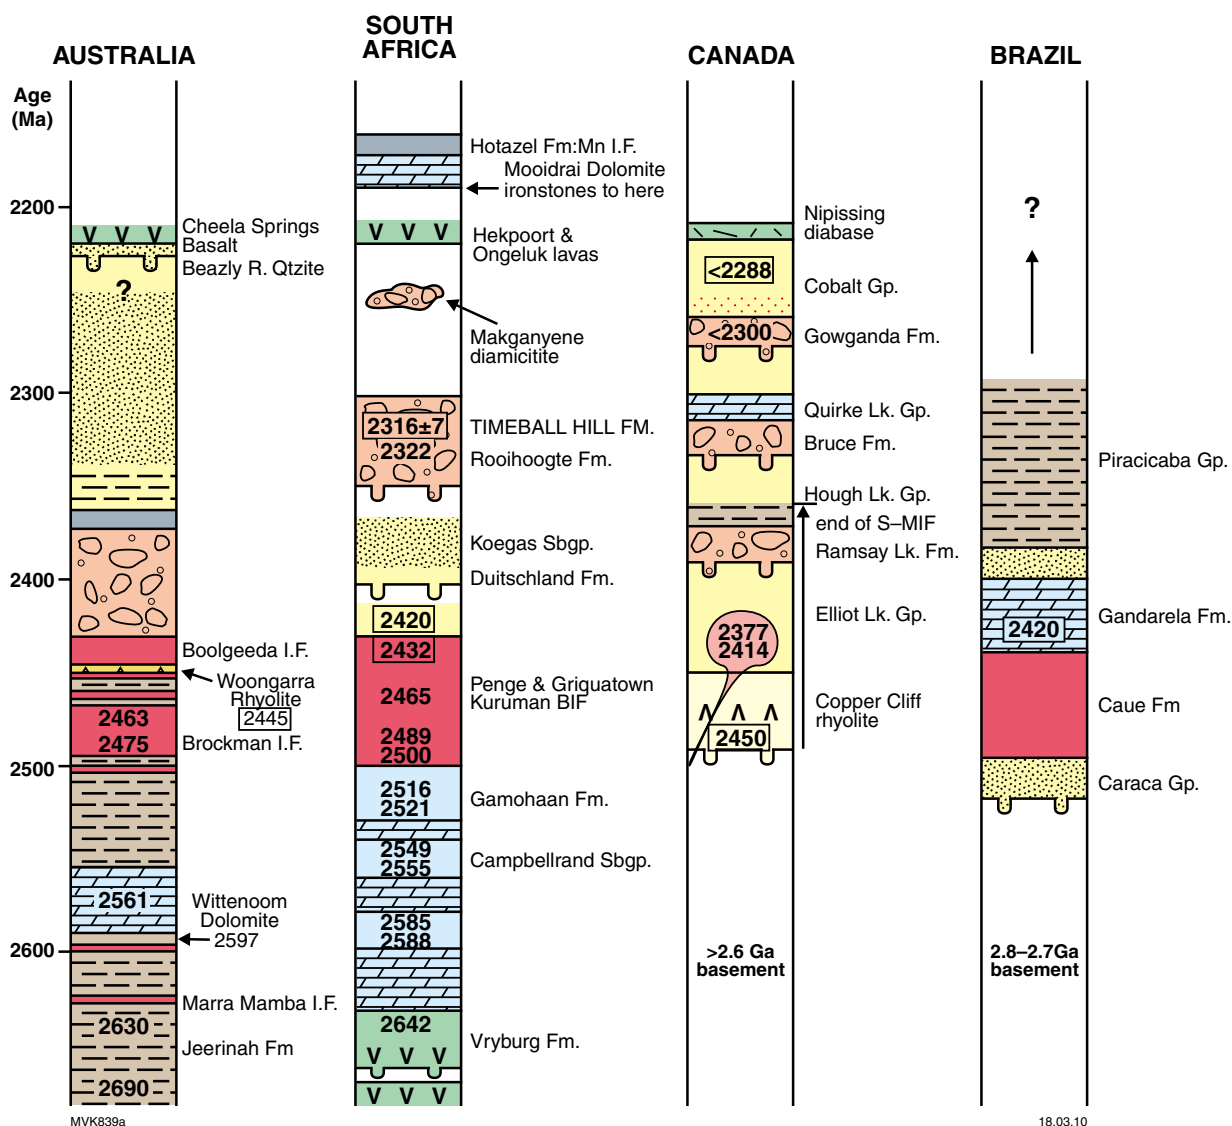 AUSTRALIA
SOUTH
AFRICA
CANADA
BRAZIL
Age
(Ma)
2200
2300
2400
2500
2600
Cheela Springs
Basalt
Beazly R. Qtzite
?
Boolgeeda I.F.
Woongarra
Rhyolite
2445
2463
2475
Brockman I.F.
2561
Wittenoom
Dolomite
2597
Marra Mamba I.F.
2630
Jeerinah Fm
2690
Hotazel Fm:Mn I.F.
Mooidrai Dolomite
ironstones to here
V V V
Hekpoort &
Ongeluk lavas
Makganyene
diamicitite
2316±7
TIMEBALL HILL FM.
2322
Rooihoogte Fm.
Koegas Sbgp.
Duitschland Fm.
2420
2432
2465
Penge & Griquatown
Kuruman BIF
2489
2500
2516
2521
Gamohaan Fm.
2549
2555
Campbellrand Sbgp.
2585
2588
2642
Vryburg Fm.
V V V
V V V
Nipissing
diabase
<2288
Cobalt Gp.
<2300
Gowganda Fm.
Quirke Lk. Gp.
Bruce Fm.
Hough Lk. Gp.
end of S–MIF
Ramsay Lk. Fm.
Elliot Lk. Gp.
2377
2414
Copper Cliff
rhyolite
2450
>2.6 Ga
basement
?
Piracicaba Gp.
Gandarela Fm.
2420
Caue Fm
Caraca Gp.
2.8–2.7Ga
basement
V V V
MVK839a
18.03.10